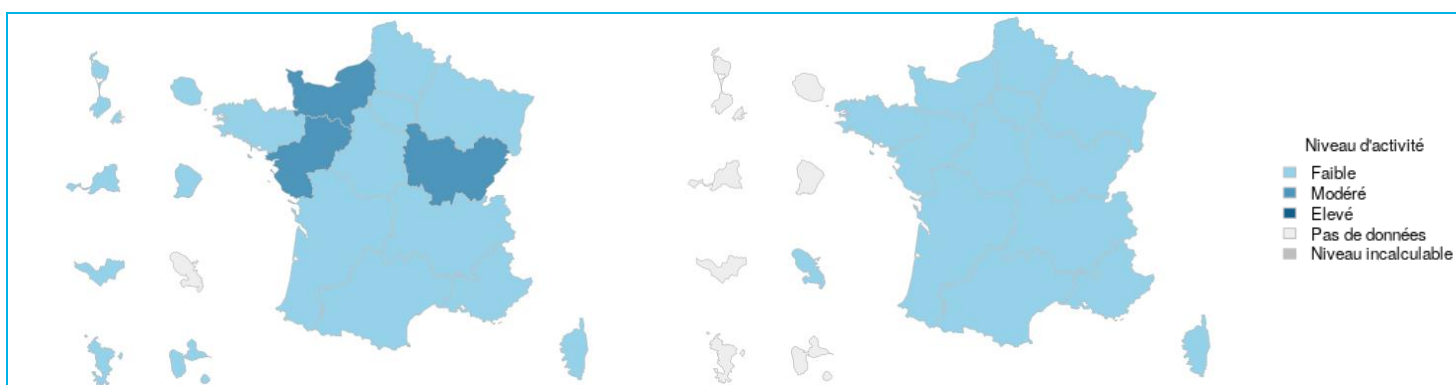 Niveau d'activité
Faible
Modéré
Elevé
Pas de données
Niveau incalculable